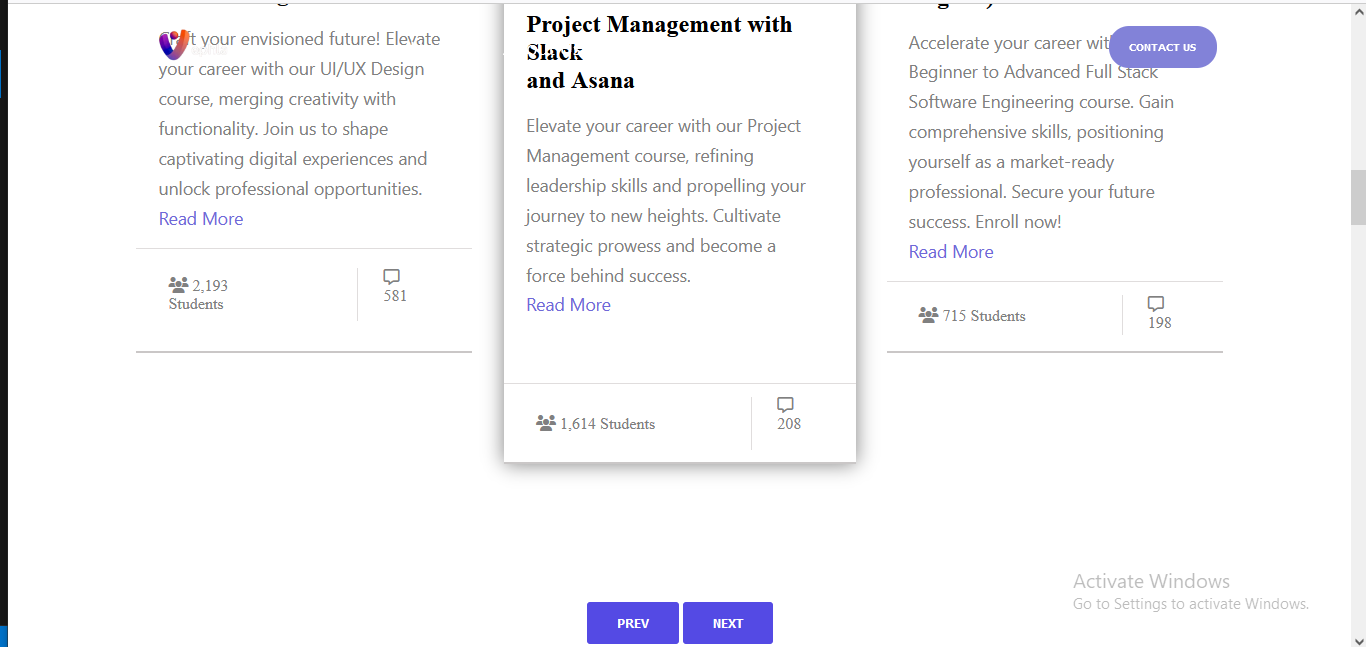 Craft your envisioned future! Elevate
your career with our UI/UX Design
course, merging creativity with
functionality. Join us to shape
captivating digital experiences and
unlock professional opportunities.
Read More
2,193
Students
581
Project Management with
Slack
and Asana
Elevate your career with our Project
Management course, refining
leadership skills and propelling your
journey to new heights. Cultivate
strategic prowess and become a
force behind success.
Read More
1,614 Students
208
CONTACT US
Accelerate your career with
Beginner to Advanced Full Stack
Software Engineering course. Gain
comprehensive skills, positioning
yourself as a market-ready
professional. Secure your future
success. Enroll now!
Read More
715 Students
198
Activate Windows
Go to Settings to activate Windows.
PREV
NEXT